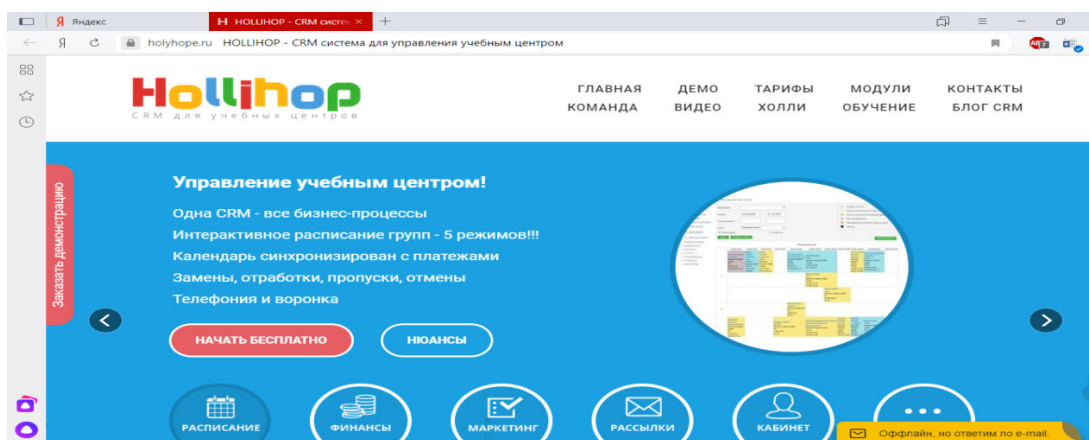 Яндекс
HOLLIHOP - CRM систем
holyhope.ru HOLLIHOP - CRM система для управления учебным центром
Hollihop
CRM для учебных центров
ГЛАВНАЯ ДЕМО ТАРИФЫ МОДУЛИ КОНТАКТЫ
КОМАНДА ВИДЕО ХОЛЛИ ОБУЧЕНИЕ БЛОГ CRM
Заказать демонстрацию
Управление учебным центром!
Одна CRM - все бизнес-процессы
Интерактивное расписание групп - 5 режимов!!!
Календарь синхронизирован с платежами
Замены, отработки, пропуски, отмены
Телефония и воронка
НАЧАТЬ БЕСПЛАТНО НЮАНСЫ
РАСПИСАНИЕ ФИНАНСЫ МАРКЕТИНГ РАССЫЛКИ КАБИНЕТ
Оффлайн, но ответим по e-mail.